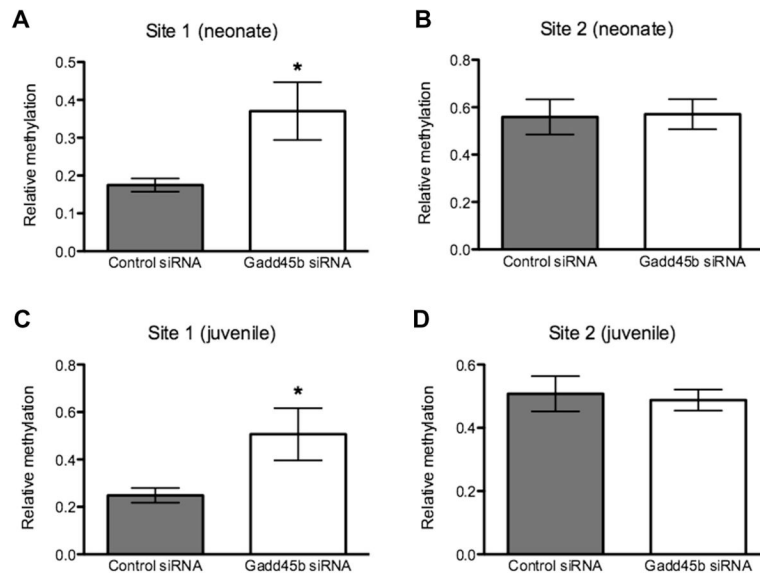 A
Site 1 (neonate)
*
Relative methylation
0.5
0.4
0.3
0.2
0.1
0.0
Control siRNA Gadd45b siRNA
B
Site 2 (neonate)
Relative methylation
0.8
0.6
0.4
0.2
0.0
Control siRNA Gadd45b siRNA
C
Site 1 (juvenile)
*
Relative methylation
0.8
0.6
0.4
0.2
0.0
Control siRNA Gadd45b siRNA
D
Site 2 (juvenile)
Relative methylation
0.6
0.4
0.2
0.0
Control siRNA Gadd45b siRNA